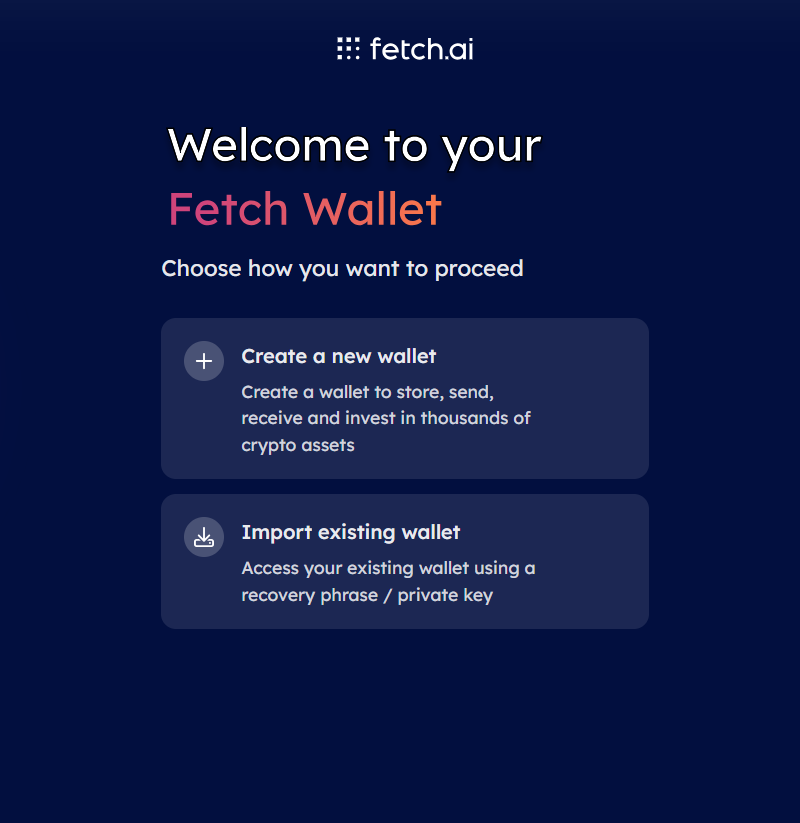 fetch.ai
Welcome to your
Fetch Wallet
Choose how you want to proceed
Create a new wallet
Create a wallet to store, send,
receive and invest in thousands of
crypto assets
Import existing wallet
Access your existing wallet using a
recovery phrase / private key